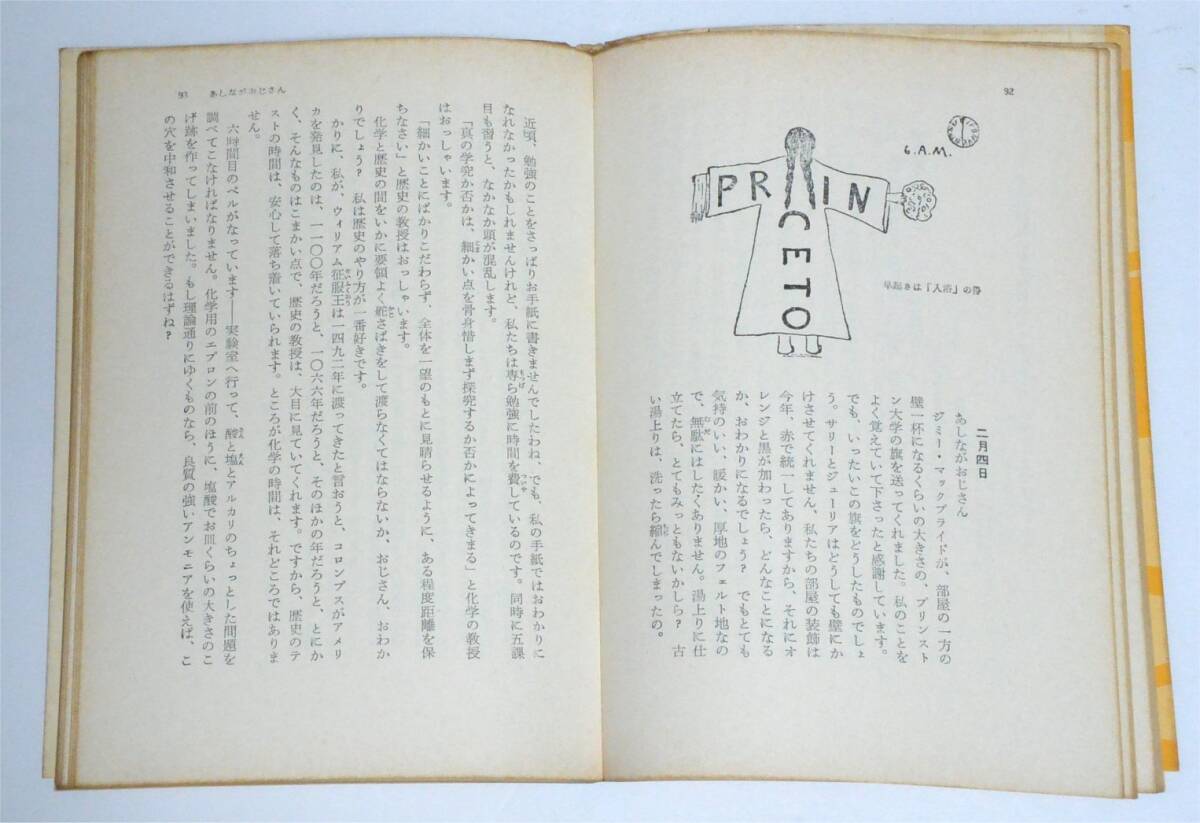 92
6.A.M.
PRINCETO
早起きは「入浴」の得
二月四日
あしながおじさん
ジミー・マックブライドが、部屋の一方の
壁一杯になるくらいの大きさの、プリンスト
ン大学の旗を送ってくれました。私のことを
よく覚えていて下さったと感謝しています。
でも、いったいこの旗をどうしたものでしょ
う。サリーとジューリアはどうしても壁にか
けさせてくれません、私たちの部屋の装飾は
今年、赤で統一してありますから、それにオ
レンジと黒が加わったら、どんなことになる
か、おわかりになるでしょう? でもとても
気持のいい、暖かい、厚地のフェルト地なの
で、無駄にはしたくありません。湯上りに仕
立てたら、とてもみっともないかしら? 古
い湯上りは、洗ったら縮んでしまったの。
93 あしながおじさん
近頃、勉強のことをさっぱりお手紙に書きませんでしたわね、でも、私の手紙ではおわかりに
なれなかったかもしれませんけれど、私たちは専ら勉強に時間を費しているのです。同時に五課
目も習うと、なかなか頭が混乱します。
「真の学究か否かは、細かい点を骨身惜しまず探究するか否かによってきまる」と化学の教授
はおっしゃいます。
「細かいことにばかりこだわらず、全体を一望のもとに見晴らせるように、ある程度距離を保
ちなさい」と歴史の教授はおっしゃいます。
化学と歴史の間をいかに要領よく舵さばきをして渡らなくてはならないか、おじさん、おわか
りでしょう? 私は歴史のやり方が一番好きです。
かりに、私が、ウィリアム征服王は一四九二年に渡ってきたと言おうと、コロンブスがアメリ
カを発見したのは、一一〇〇年だろうと、一〇六六年だろうと、そのほかの年だろうと、とにか
く、そんなものはこまかい点で、歴史の教授は、大目に見ていてくれます。ですから、歴史のテ
ストの時間は、安心して落ち着いていられます。ところが化学の時間は、それどころではありま
せん。
六時間目のベルがなっています――実験室へ行って、酸と塩とアルカリのちょっとした問題を
調べてこなければなりません。化学用のエプロンの前のほうに、塩酸でお皿くらいの大きさのこ
げ跡を作ってしまいました。もし理論通りにゆくものなら、良質の強いアンモニアを使えば、こ
の穴を中和させることができるはずね?